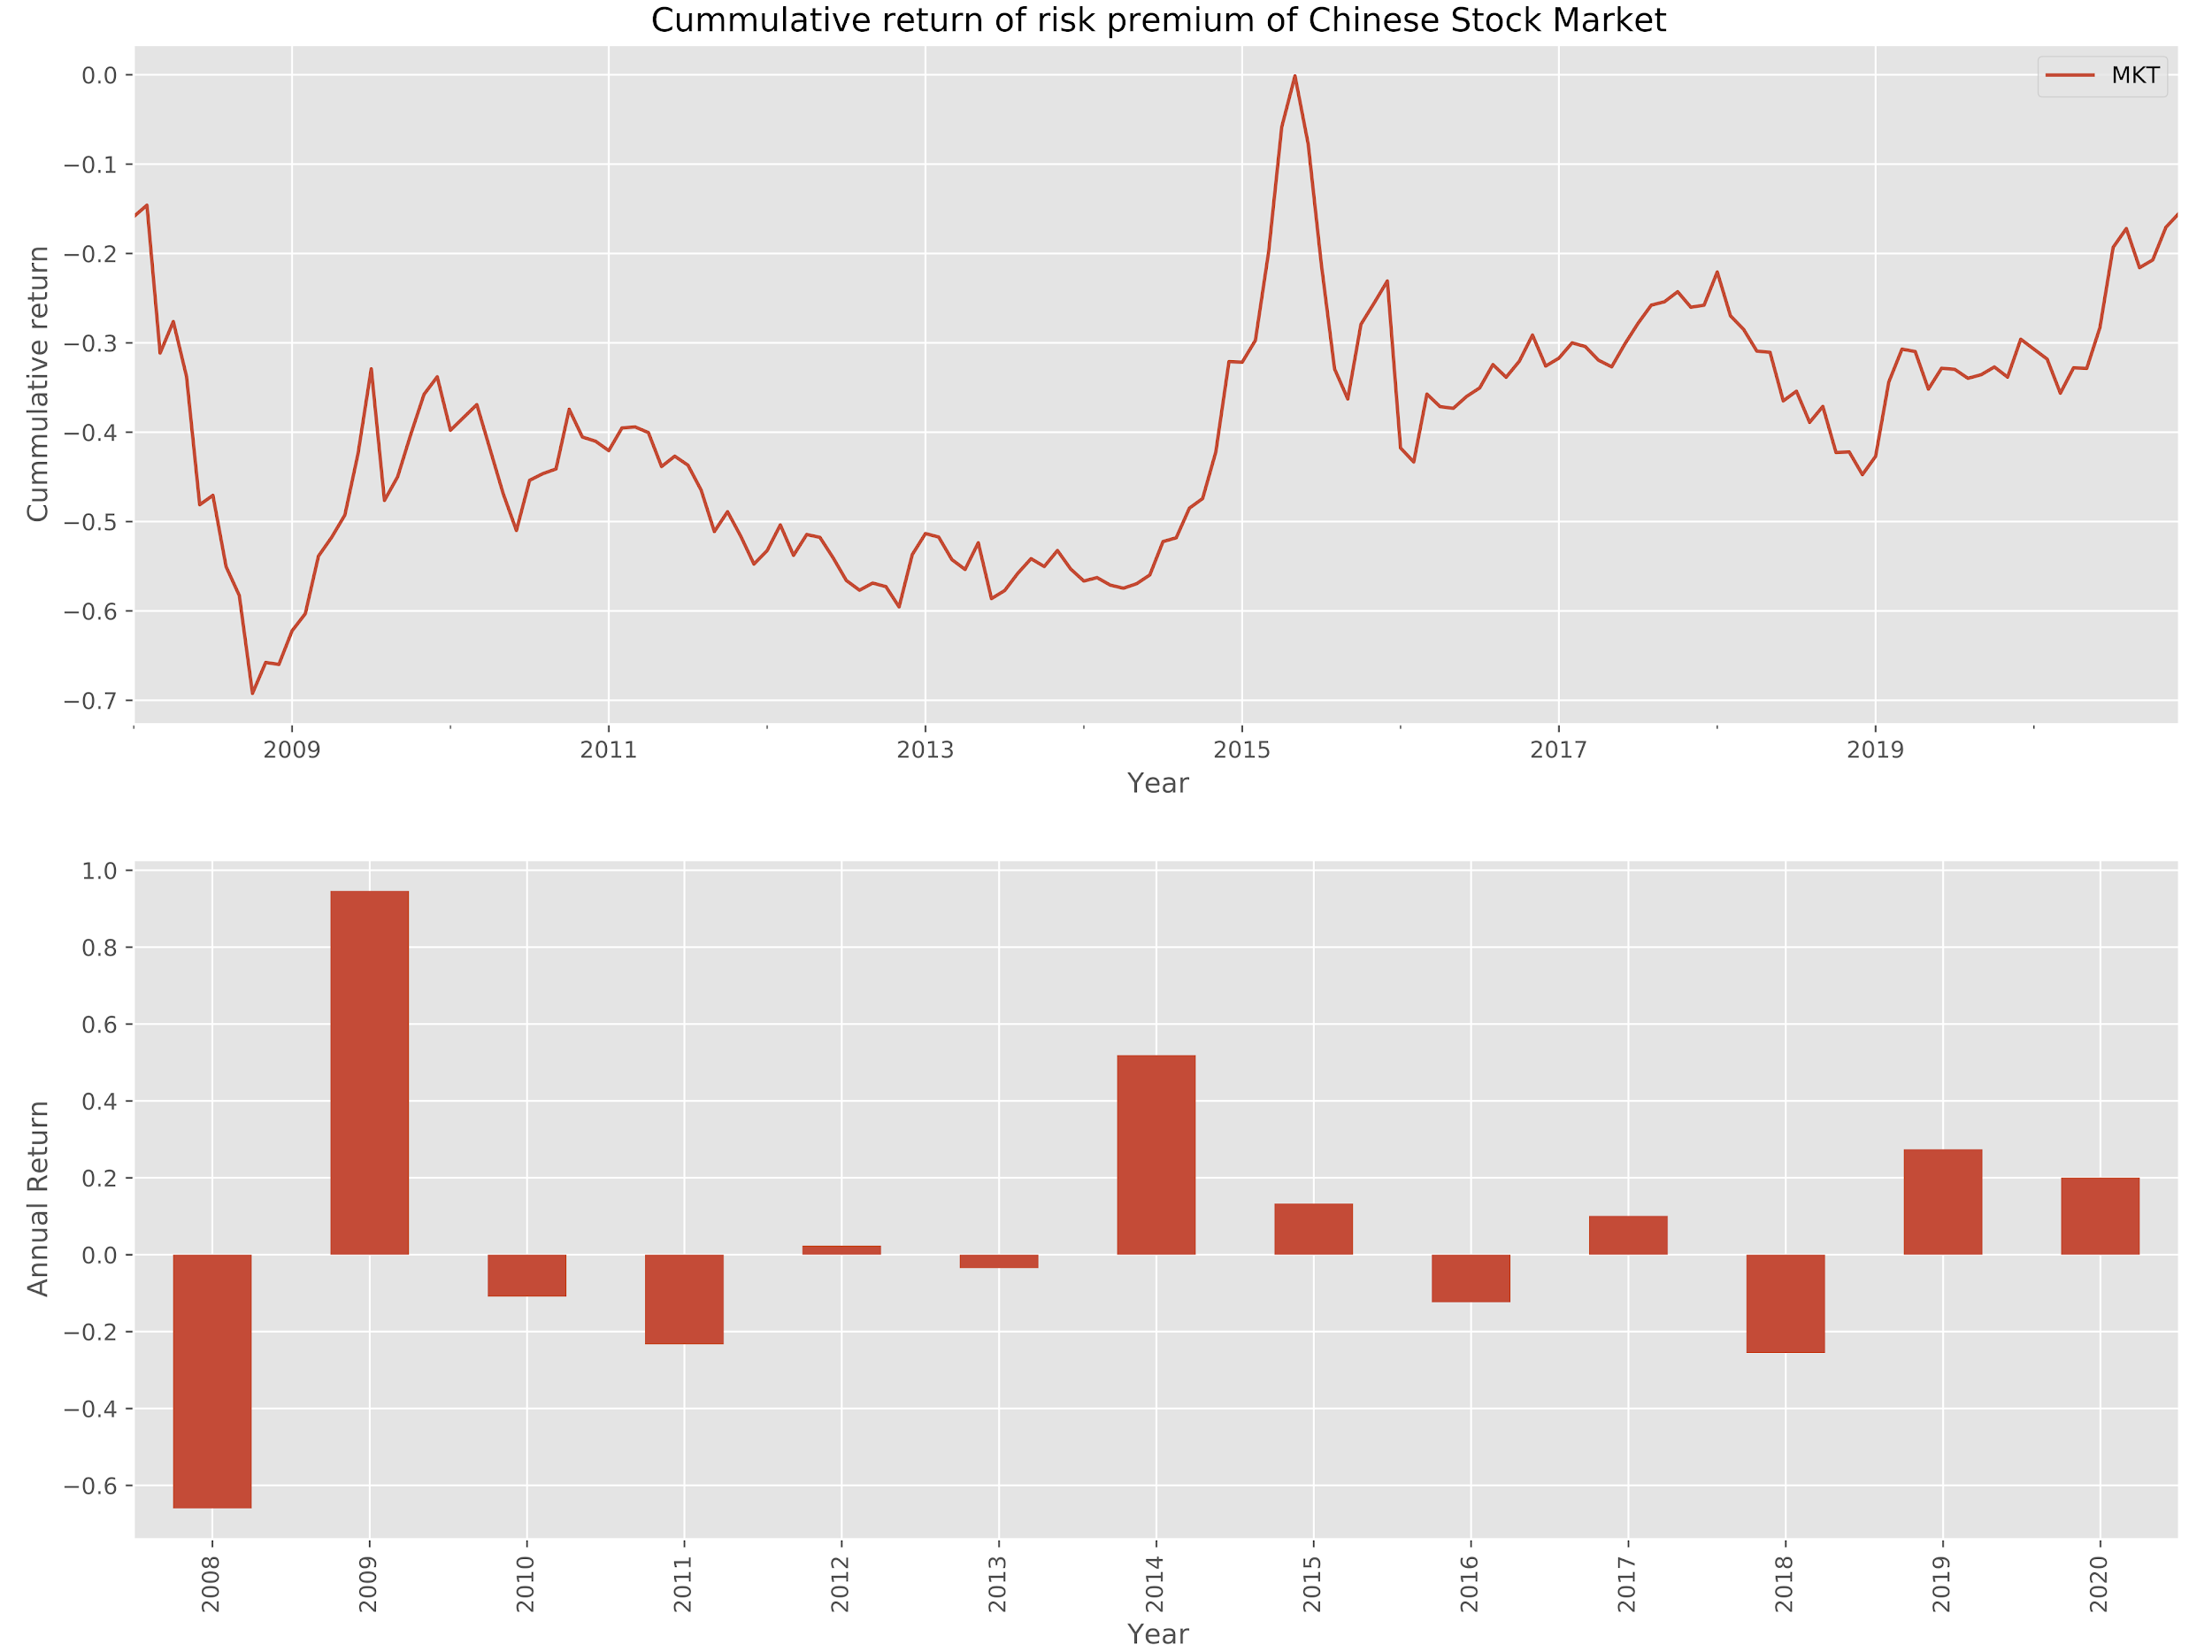 Cummulative return of risk premium of Chinese Stock Market
MKT
Cummulative return
0.0
−0.1
−0.2
−0.3
−0.4
−0.5
−0.6
−0.7
2009 2011 2013 2015 2017 2019
Year
Annual Return
1.0
0.8
0.6
0.4
0.2
0.0
−0.2
−0.4
−0.6
2008 2009 2010 2011 2012 2013 2014 2015 2016 2017 2018 2019 2020
Year